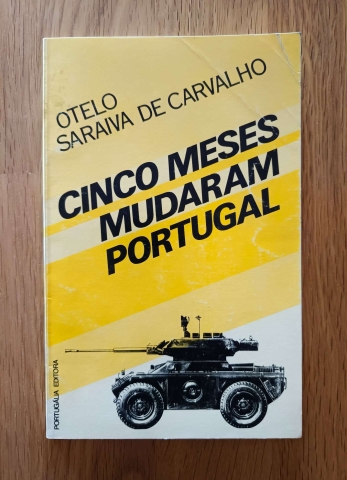 OTELO
SARAIVA DE CARVALHO
CINCO MESES
MUDARAM
PORTUGAL
PORTUGÁLIA EDITORA